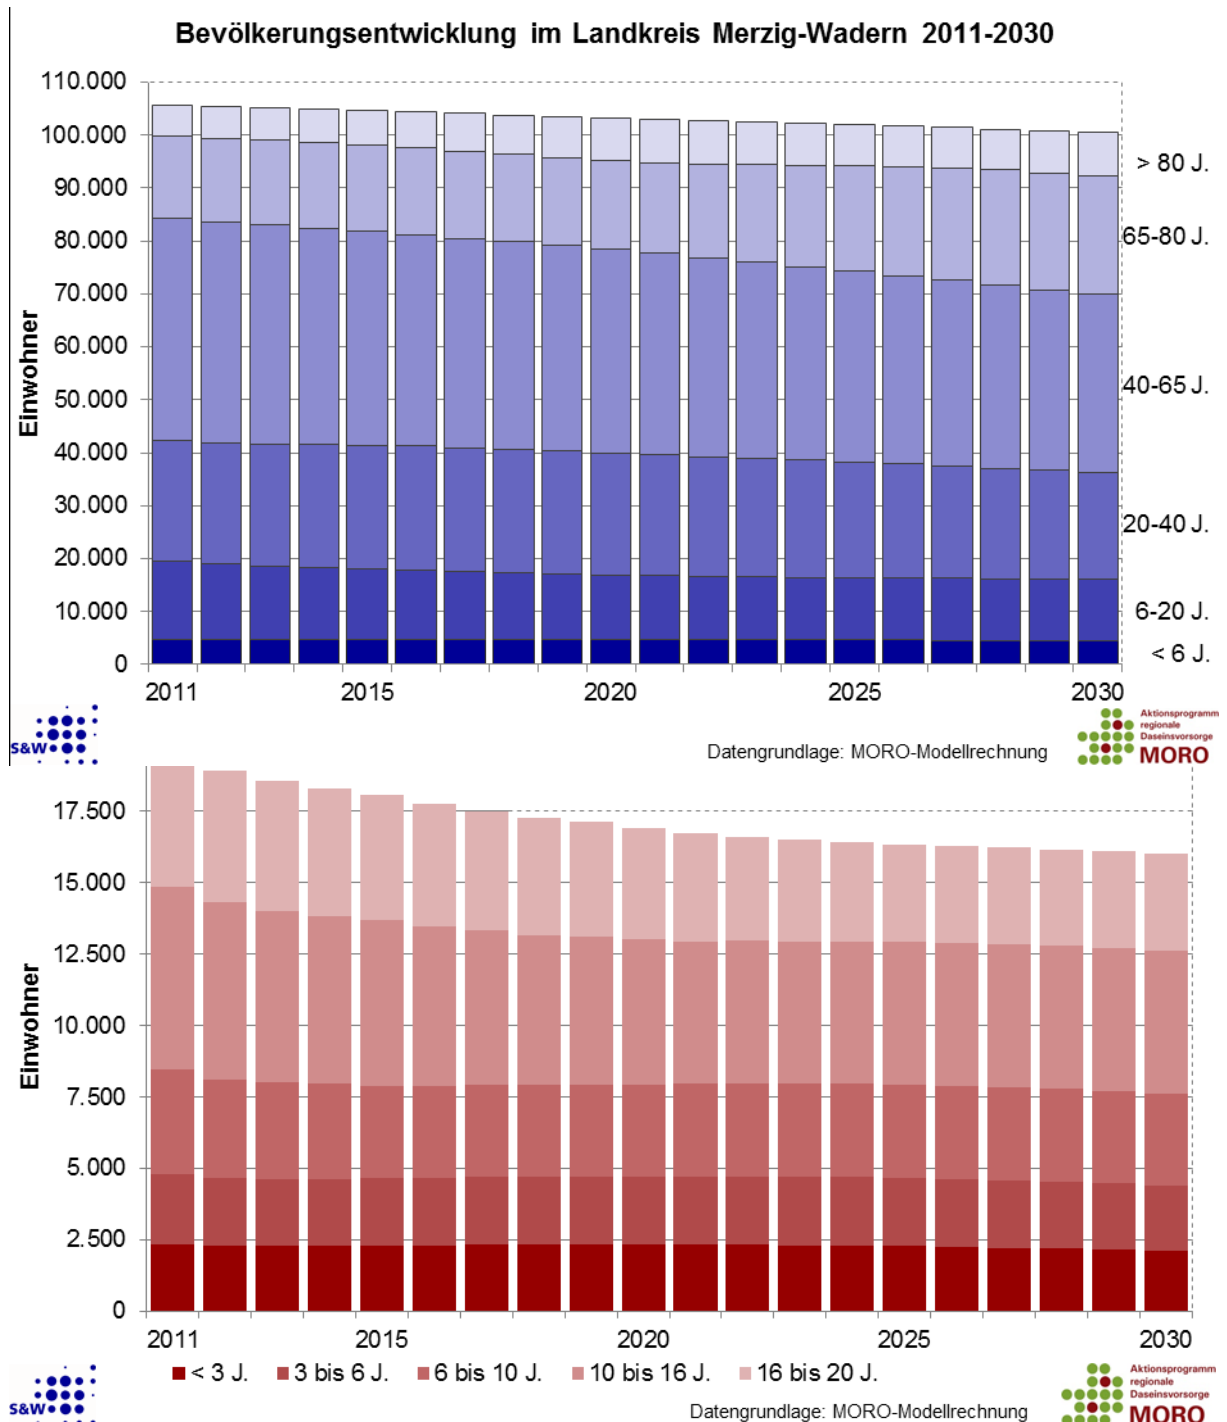 Bevölkerungsentwicklung im Landkreis Merzig-Wadern 2011-2030
110.000
100.000
90.000
80.000
70.000
60.000
50.000
40.000
30.000
20.000
10.000
0
Einwohner
> 80 J.
65-80 J.
40-65 J.
20-40 J.
6-20 J.
< 6 J.
2011 2015 2020 2025 2030
S&W
Datengrundlage: MORO-Modellrechnung
Aktionsprogramm
regionale
Daseinsvorsorge
MORO
17.500
15.000
12.500
10.000
7.500
5.000
2.500
0
Einwohner
2011 2015 2020 2025 2030
< 3 J. 3 bis 6 J. 6 bis 10 J. 10 bis 16 J. 16 bis 20 J.
S&W
Datengrundlage: MORO-Modellrechnung
Aktionsprogramm
regionale
Daseinsvorsorge
MORO